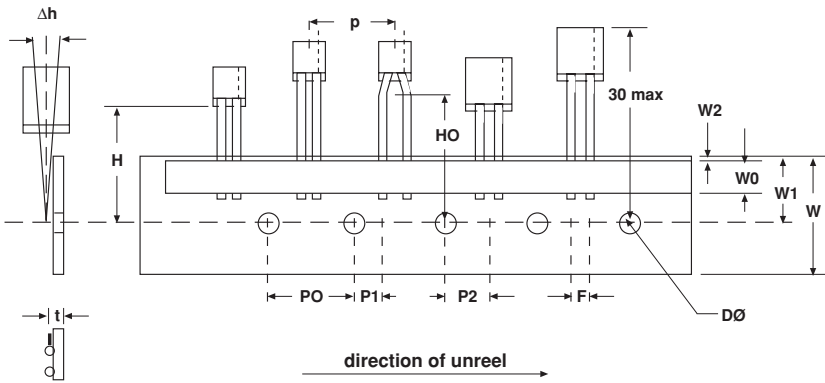 Δh
p
30 max
HO
H
W2
W0
W1
W
PO
P1
P2
F
DØ
t
direction of unreel